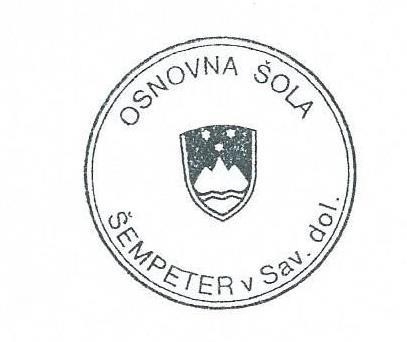 OSNOVNA ŠOLA
ŠEMPETER v Sav. dol.